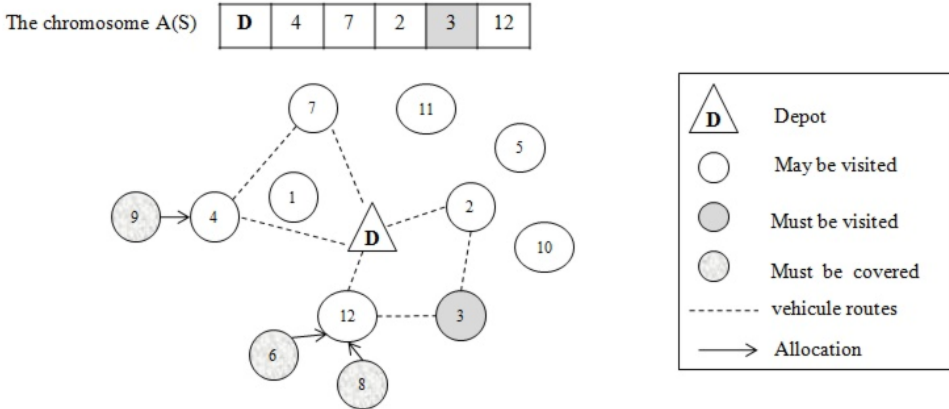 The chromosome A(S) D 4 7 2 3 12
7
11
5
1
9
4
2
D
10
12
3
6
8
D Depot
May be visited
Must be visited
Must be covered
vehicule routes
Allocation